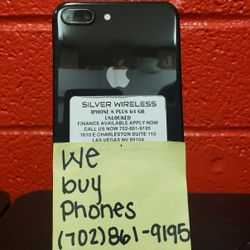 SILVER WIRELESS
IPHONE 8 PLUS 64 GB
UNLOCKED
FINANCE AVAILABLE APPLY NOW
CALL US NOW 702-861-9195
1610 E CHARLESTON SUITE 110
LAS VEGAS NV 89104
We
buy
Phones
(702)861-9195